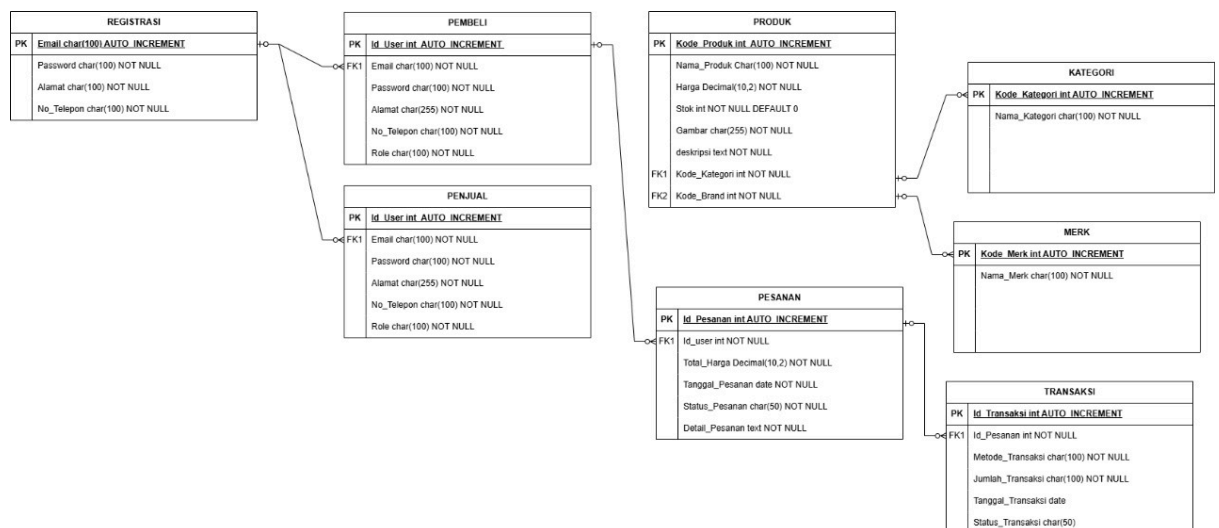 REGISTRASI
PK Email char(100) AUTO_INCREMENT
Password char(100) NOT NULL
Alamat char(100) NOT NULL
No_Telepon char(100) NOT NULL
PEMBELI
PK Id_User int AUTO_INCREMENT
FK1 Email char(100) NOT NULL
Password char(100) NOT NULL
Alamat char(255) NOT NULL
No_Telepon char(100) NOT NULL
Role char(100) NOT NULL
PENJUAL
PK Id_User int AUTO_INCREMENT
FK1 Email char(100) NOT NULL
Password char(100) NOT NULL
Alamat char(255) NOT NULL
No_Telepon char(100) NOT NULL
Role char(100) NOT NULL
PRODUK
PK Kode_Produk int AUTO_INCREMENT
Nama_Produk Char(100) NOT NULL
Harga Decimal(10,2) NOT NULL
Stok int NOT NULL DEFAULT 0
Gambar char(255) NOT NULL
deskripsi text NOT NULL
FK1 Kode_Kategori int NOT NULL
FK2 Kode_Brand int NOT NULL
KATEGORI
PK Kode_Kategori int AUTO_INCREMENT
Nama_Kategori char(100) NOT NULL
MERK
PK Kode_Merk int AUTO_INCREMENT
Nama_Merk char(100) NOT NULL
PESANAN
PK Id_Pesanan int AUTO_INCREMENT
FK1 Id_user int NOT NULL
Total_Harga Decimal(10,2) NOT NULL
Tanggal_Pesanan date NOT NULL
Status_Pesanan char(50) NOT NULL
Detail_Pesanan text NOT NULL
TRANSAKSI
PK Id_Transaksi int AUTO_INCREMENT
FK1 Id_Pesanan int NOT NULL
Metode_Transaksi char(100) NOT NULL
Jumlah_Transaksi char(100) NOT NULL
Tanggal_Transaksi date
Status_Transaksi char(50)